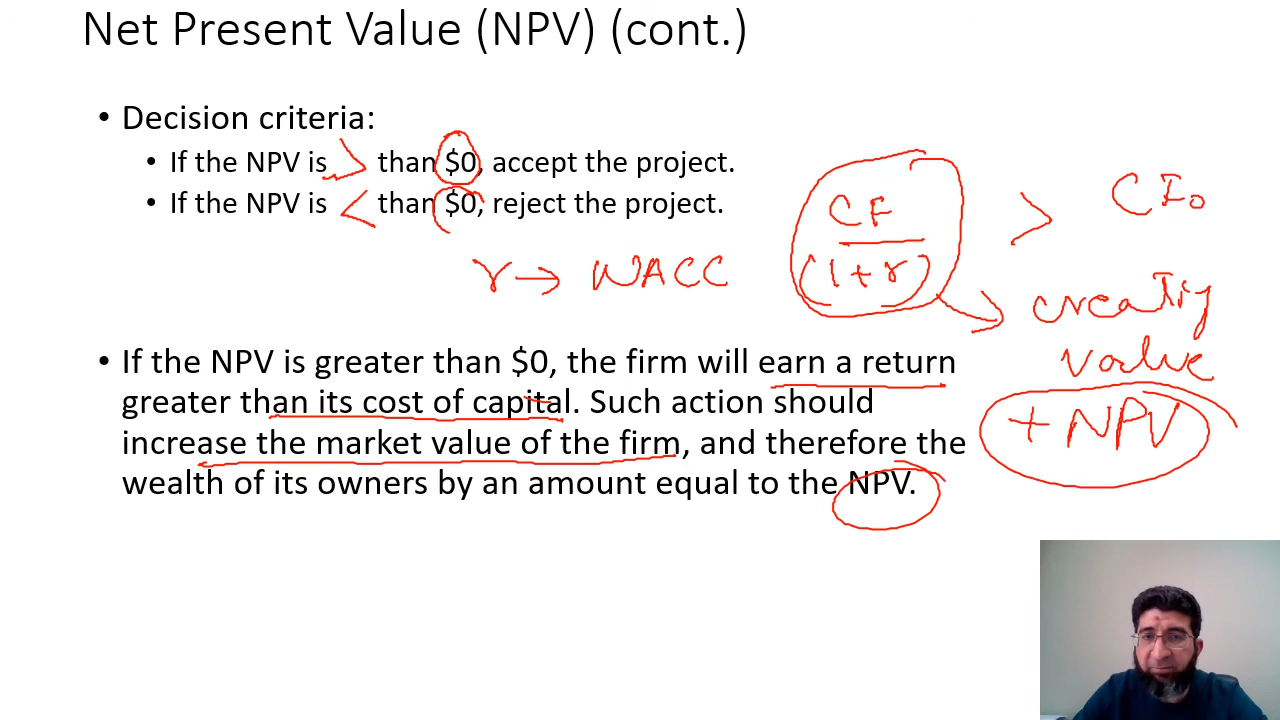 Net Present Value (NPV) (cont.)
• Decision criteria:
• If the NPV is > than $0, accept the project.
• If the NPV is < than $0, reject the project.
CF
(1+r)
> CF₀
r → WACC
creating
value
+ NPV
• If the NPV is greater than $0, the firm will earn a return
greater than its cost of capital. Such action should
increase the market value of the firm, and therefore the
wealth of its owners by an amount equal to the NPV.